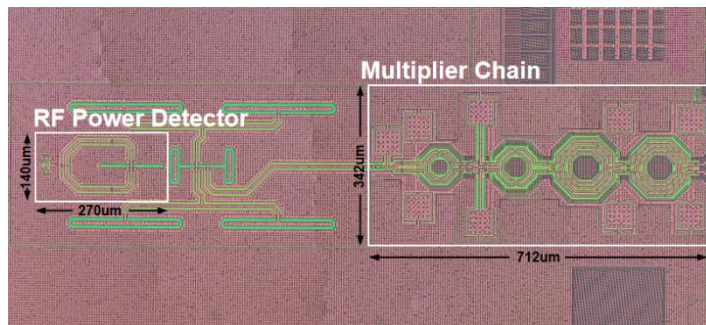 Multiplier Chain
RF Power Detector
140um
270um
342um
712um